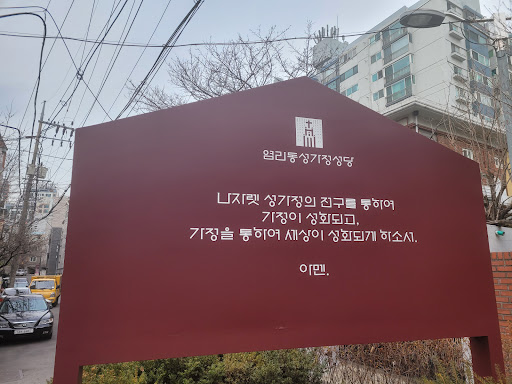 염리동성가정성당
나자렛 성가정의 전구를 통하여
가정이 성화되고,
가정을 통하여 세상이 성화되게 하소서.
아멘.